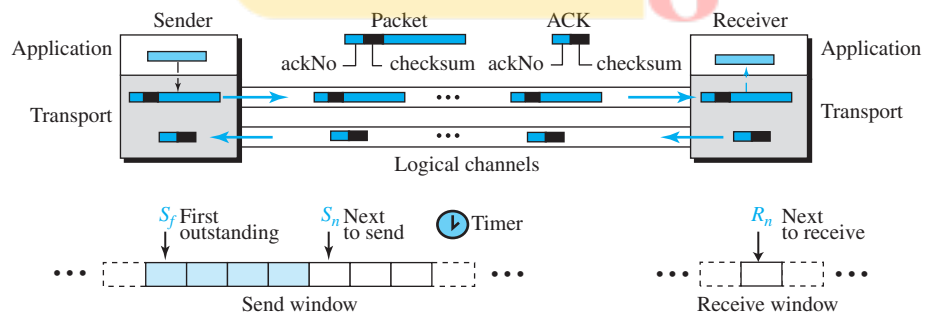 Sender
Packet
ACK
Receiver
Application
ackNo
checksum
ackNo
checksum
Application
Transport
Transport
Logical channels
Sf First outstanding
Sn Next to send
Timer
Rn Next to receive
Send window
Receive window